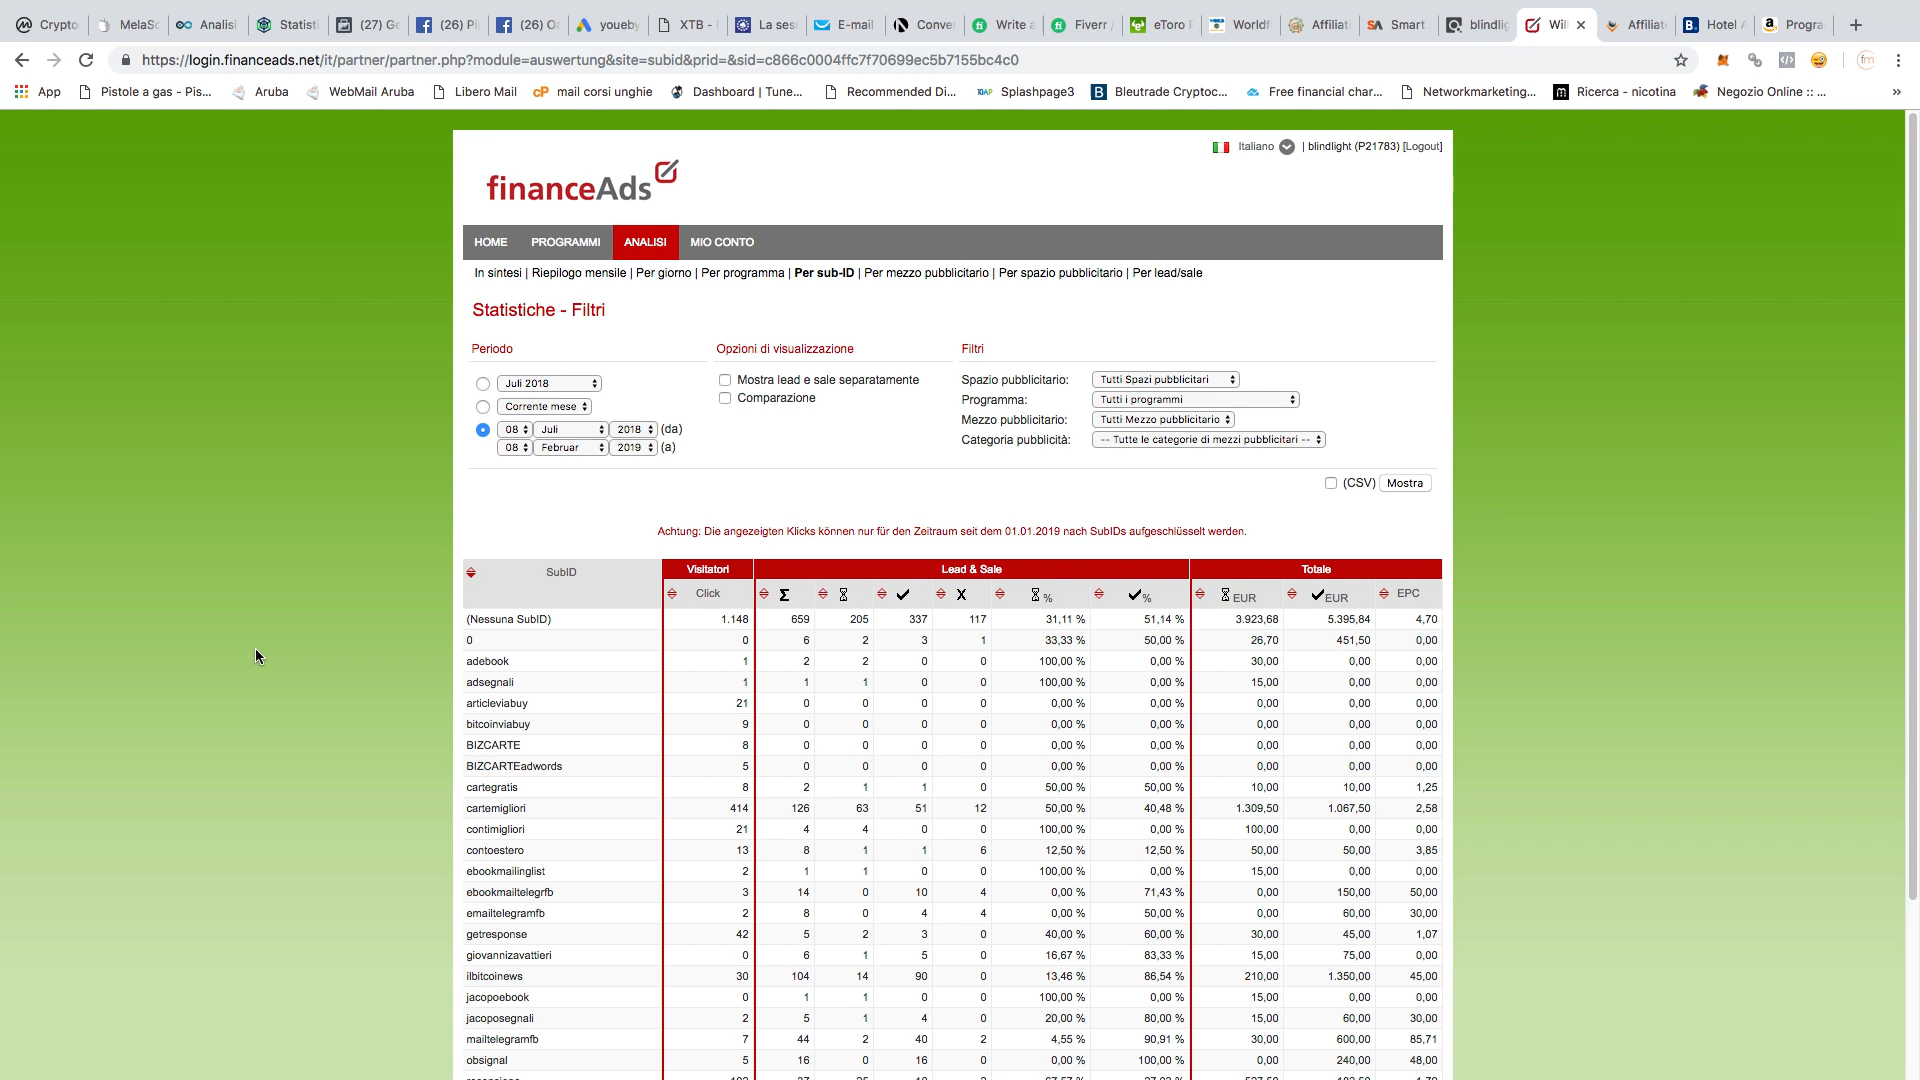 Crypto MelaSc Analisi Statisti (27) Ge (26) Pi (26) Oa youeby XTB - La sess E-mail Conver Write a Fiverr eToro Worldfi Affiliat Smart blindlig Will Affiliat Hotel Progra
https://login.financeads.net/it/partner/partner.php?module=auswertung&site=subid&prid=&sid=c866c0004ffc7f70699ec5b7155bc4c0
App Pistole a gas - Pis... Aruba WebMail Aruba Libero Mail mail corsi unghie Dashboard | Tune... Recommended Di... Splashpage3 Bleutrade Cryptoc... Free financial char... Networkmarketing... Ricerca - nicotina Negozio Online :: ... »
Italiano | blindlight (P21783) [Logout]
financeAds
HOME PROGRAMMI ANALISI MIO CONTO
In sintesi | Riepilogo mensile | Per giorno | Per programma | Per sub-ID | Per mezzo pubblicitario | Per spazio pubblicitario | Per lead/sale
Statistiche - Filtri
Periodo Opzioni di visualizzazione Filtri
Juli 2018 Mostra lead e sale separatamente Spazio pubblicitario: Tutti Spazi pubblicitari
Corrente mese Comparazione Programma: Tutti i programmi
08 Juli 2018 (da) Mezzo pubblicitario: Tutti Mezzo pubblicitario
08 Februar 2019 (a) Categoria pubblicità: -- Tutte le categorie di mezzi pubblicitari --
(CSV) Mostra
Achtung: Die angezeigten Klicks können nur für den Zeitraum seit dem 01.01.2019 nach SubIDs aufgeschlüsselt werden.
SubID Visitatori Lead & Sale Totale
Click Σ ⧖ ✔ X ⧖ % ✔ % ⧖ EUR ✔ EUR EPC
(Nessuna SubID) 1.148 659 205 337 117 31,11 % 51,14 % 3.923,68 5.395,84 4,70
0 0 6 2 3 1 33,33 % 50,00 % 26,70 451,50 0,00
adebook 1 2 2 0 0 100,00 % 0,00 % 30,00 0,00 0,00
adsegnali 1 1 1 0 0 100,00 % 0,00 % 15,00 0,00 0,00
articleviabuy 21 0 0 0 0 0,00 % 0,00 % 0,00 0,00 0,00
bitcoinviabuy 9 0 0 0 0 0,00 % 0,00 % 0,00 0,00 0,00
BIZCARTE 8 0 0 0 0 0,00 % 0,00 % 0,00 0,00 0,00
BIZCARTEadwords 5 0 0 0 0 0,00 % 0,00 % 0,00 0,00 0,00
cartegratis 8 2 1 1 0 50,00 % 50,00 % 10,00 10,00 1,25
cartemigliori 414 126 63 51 12 50,00 % 40,48 % 1.309,50 1.067,50 2,58
contimigliori 21 4 4 0 0 100,00 % 0,00 % 100,00 0,00 0,00
contoestero 13 8 1 1 6 12,50 % 12,50 % 50,00 50,00 3,85
ebookmailinglist 2 1 1 0 0 100,00 % 0,00 % 15,00 0,00 0,00
ebookmailtelegrfb 3 14 0 10 4 0,00 % 71,43 % 0,00 150,00 50,00
emailtelegramfb 2 8 0 4 4 0,00 % 50,00 % 0,00 60,00 30,00
getresponse 42 5 2 3 0 40,00 % 60,00 % 30,00 45,00 1,07
giovannizavattieri 0 6 1 5 0 16,67 % 83,33 % 15,00 75,00 0,00
ilbitcoinews 30 104 14 90 0 13,46 % 86,54 % 210,00 1.350,00 45,00
jacopoebook 0 1 1 0 0 100,00 % 0,00 % 15,00 0,00 0,00
jacoposegnali 2 5 1 4 0 20,00 % 80,00 % 15,00 60,00 30,00
mailtelegramfb 7 44 2 40 2 4,55 % 90,91 % 30,00 600,00 85,71
obsignal 5 16 0 16 0 0,00 % 100,00 % 0,00 240,00 48,00